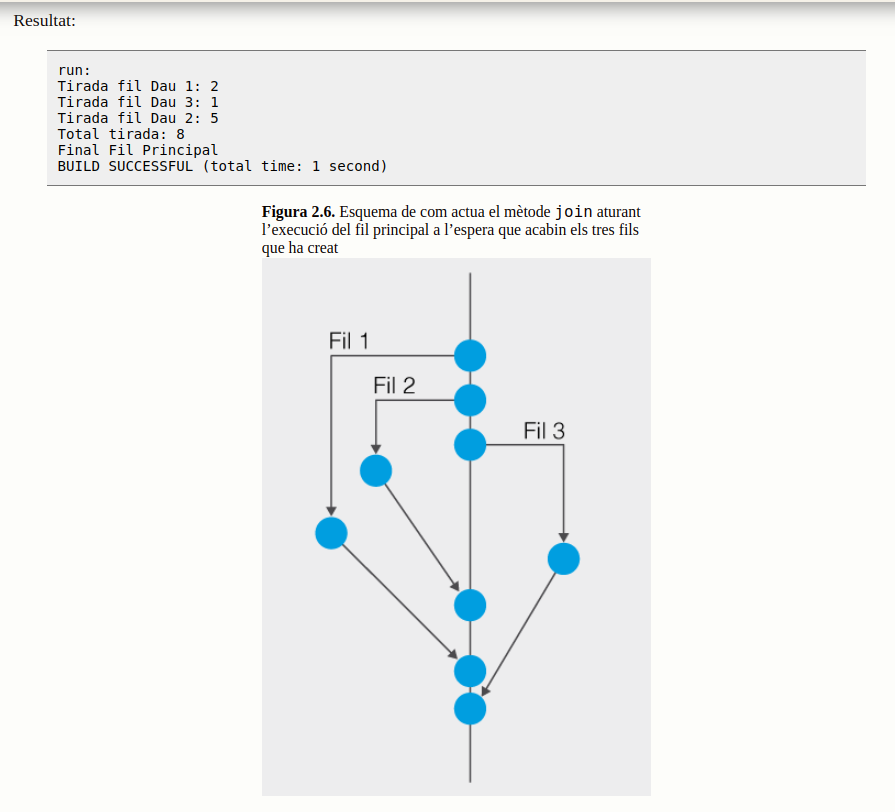 Resultat:
run:
Tirada fil Dau 1: 2
Tirada fil Dau 3: 1
Tirada fil Dau 2: 5
Total tirada: 8
Final Fil Principal
BUILD SUCCESSFUL (total time: 1 second)
Figura 2.6. Esquema de com actua el mètode join aturant
l’execució del fil principal a l’espera que acabin els tres fils
que ha creat
Fil 1
Fil 2
Fil 3